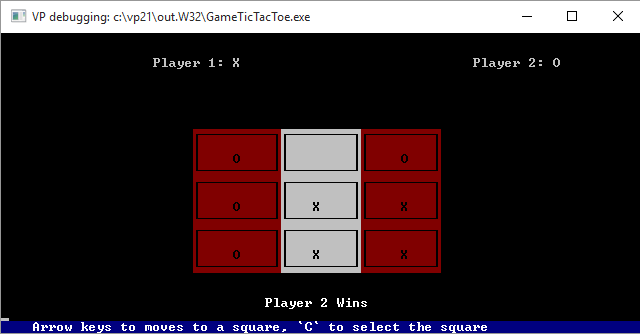 VP debugging: c:\vp21\out.W32\GameTicTacToe.exe
Player 1: X Player 2: O
O O
O X X
O X X
Player 2 Wins
Arrow keys to moves to a square, `C` to select the square